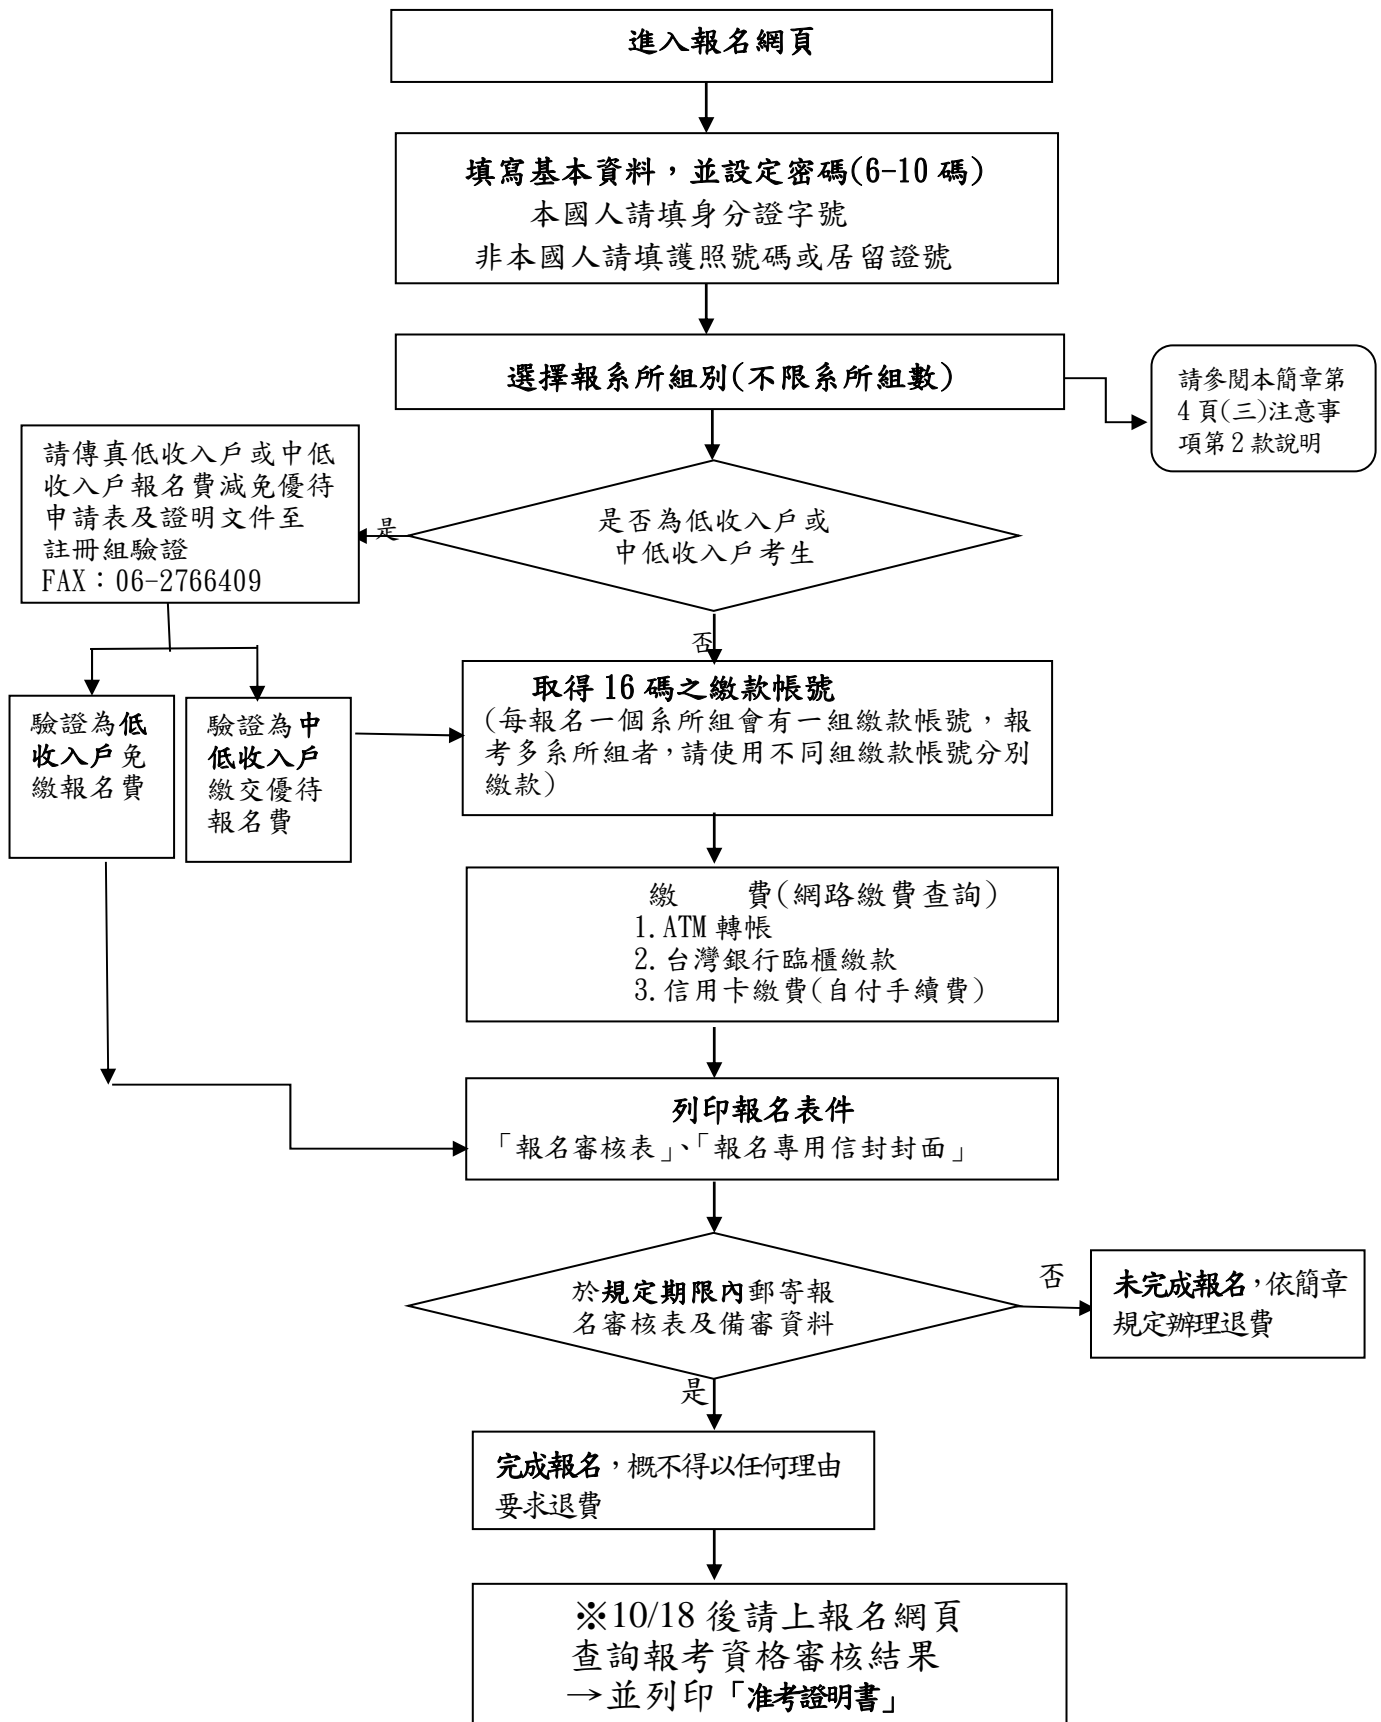 進入報名網頁
填寫基本資料，並設定密碼(6-10 碼)
本國人請填身分證字號
非本國人請填護照號碼或居留證號
選擇報系所組別(不限系所組數)
請參閱本簡章第
4 頁(三)注意事
項第 2 款說明
請傳真低收入戶或中低
收入戶報名費減免優待
申請表及證明文件至
註冊組驗證
FAX：06-2766409
是
是否為低收入戶或
中低收入戶考生
否
驗證為低
收入戶免
繳報名費
驗證為中
低收入戶
繳交優待
報名費
取得 16 碼之繳款帳號
(每報名一個系所組會有一組繳款帳號，報
考多系所組者，請使用不同組繳款帳號分別
繳款)
繳　　費(網路繳費查詢)
1. ATM 轉帳
2. 台灣銀行臨櫃繳款
3. 信用卡繳費(自付手續費)
列印報名表件
「報名審核表」、「報名專用信封封面」
於規定期限內郵寄報
名審核表及備審資料
否
未完成報名，依簡章
規定辦理退費
是
完成報名，概不得以任何理由
要求退費
※10/18 後請上報名網頁
查詢報考資格審核結果
→並列印「准考證明書」